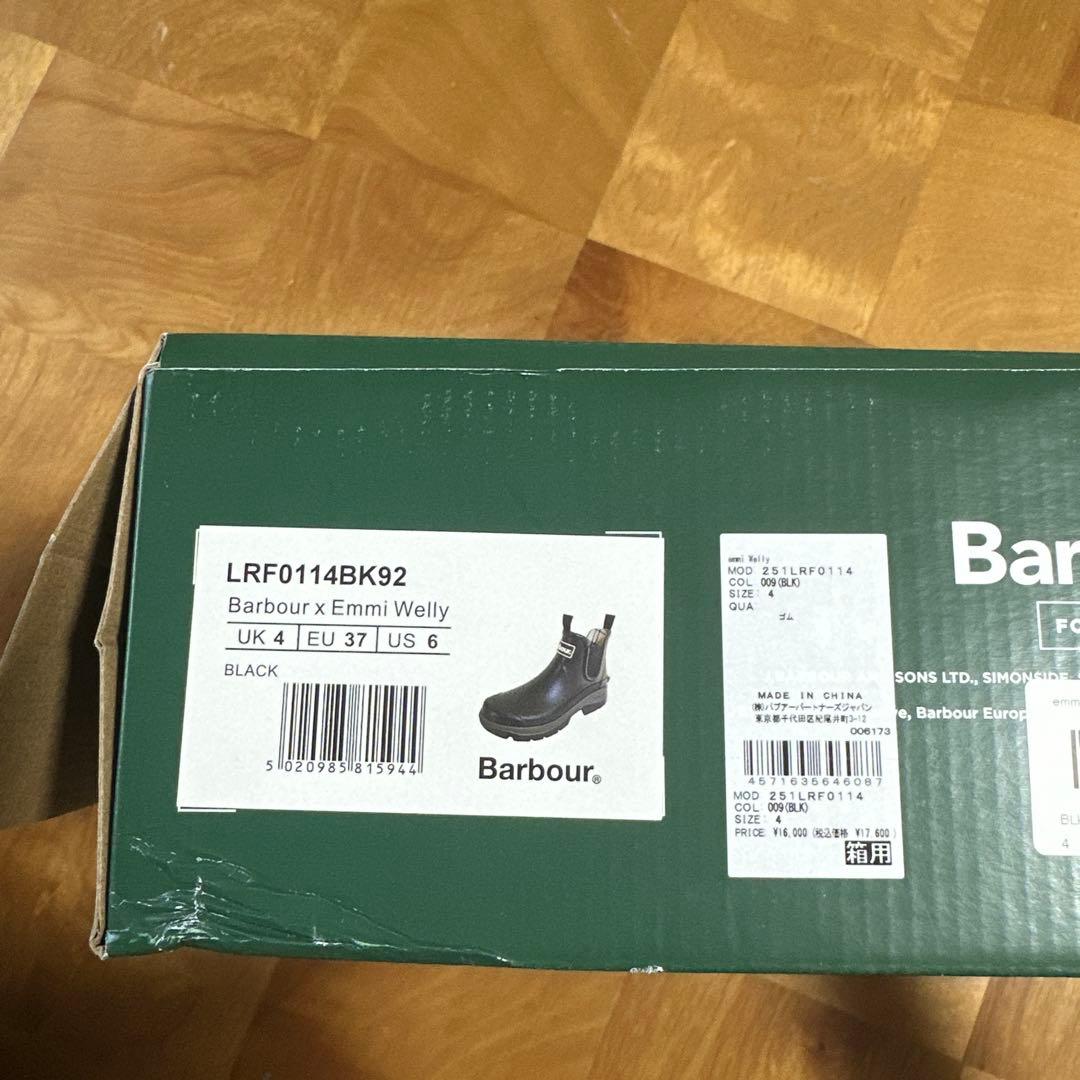 LRF0114BK92
Barbour x Emmi Welly
UK 4 EU 37 US 6
BLACK
5 020985 815944
Barbour®
emmi Welly
MOD 251LRF0114
COL 009(BLK)
SIZE: 4
QUA
ゴム
MADE IN CHINA
(株)バブアーパートナーズジャパン
東京都千代田区紀尾井町3-12
006173
4571635646087
MOD 251LRF0114
COL 009(BLK)
SIZE: 4
PRICE ¥16,000 (税込価格 ¥17,600)
箱用
Bar
FO
SONS LTD., SIMONSIDE,
Barbour Europ
emm
BL
4